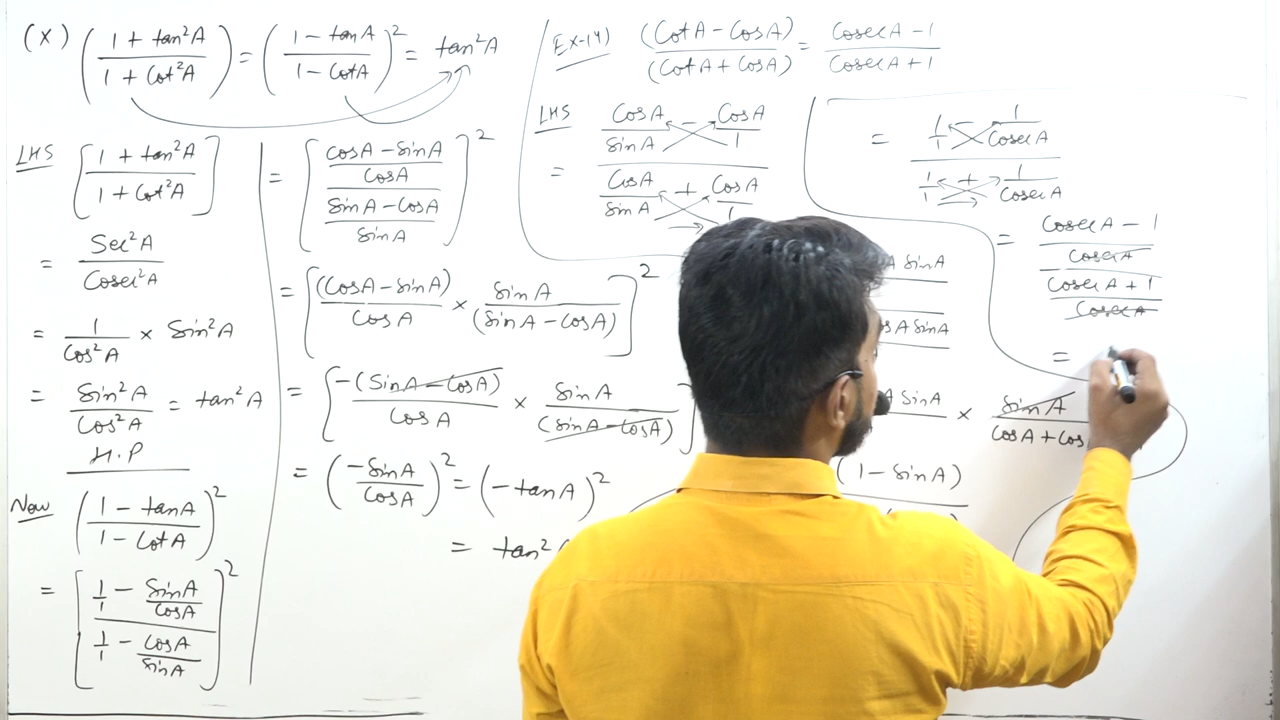 (X) ((1 + tan²A)/(1 + Cot²A)) = ((1 - tanA)/(1 - CotA))² = tan²A
LHS [(1 + tan²A)/(1 + Cot²A)]
= Sec²A/Cosec²A
= 1/Cos²A × Sin²A
= Sin²A/Cos²A = tan²A
H.P
Now ((1 - tanA)/(1 - CotA))²
= [(1/1 - SinA/CosA)/(1/1 - CosA/SinA)]²
= [((CosA - SinA)/CosA)/((SinA - CosA)/SinA)]²
= [(CosA - SinA)/CosA × SinA/(SinA - CosA)]²
= [-(SinA - CosA)/CosA × SinA/(SinA - CosA)]
= (-SinA/CosA)² = (-tanA)²
= tan²
Ex-14) (CotA - CosA)/(CotA + CosA) = (CosecA - 1)/(CosecA + 1)
LHS
= (CosA/SinA - CosA/1)/(CosA/SinA + CosA/1)
A SinA
sA SinA
A SinA × SinA/(CosA + Cos
(1 - SinA)
= (1/1 - 1/CosecA)/(1/1 + 1/CosecA)
= ((CosecA - 1)/CosecA)/((CosecA + 1)/CosecA)
=